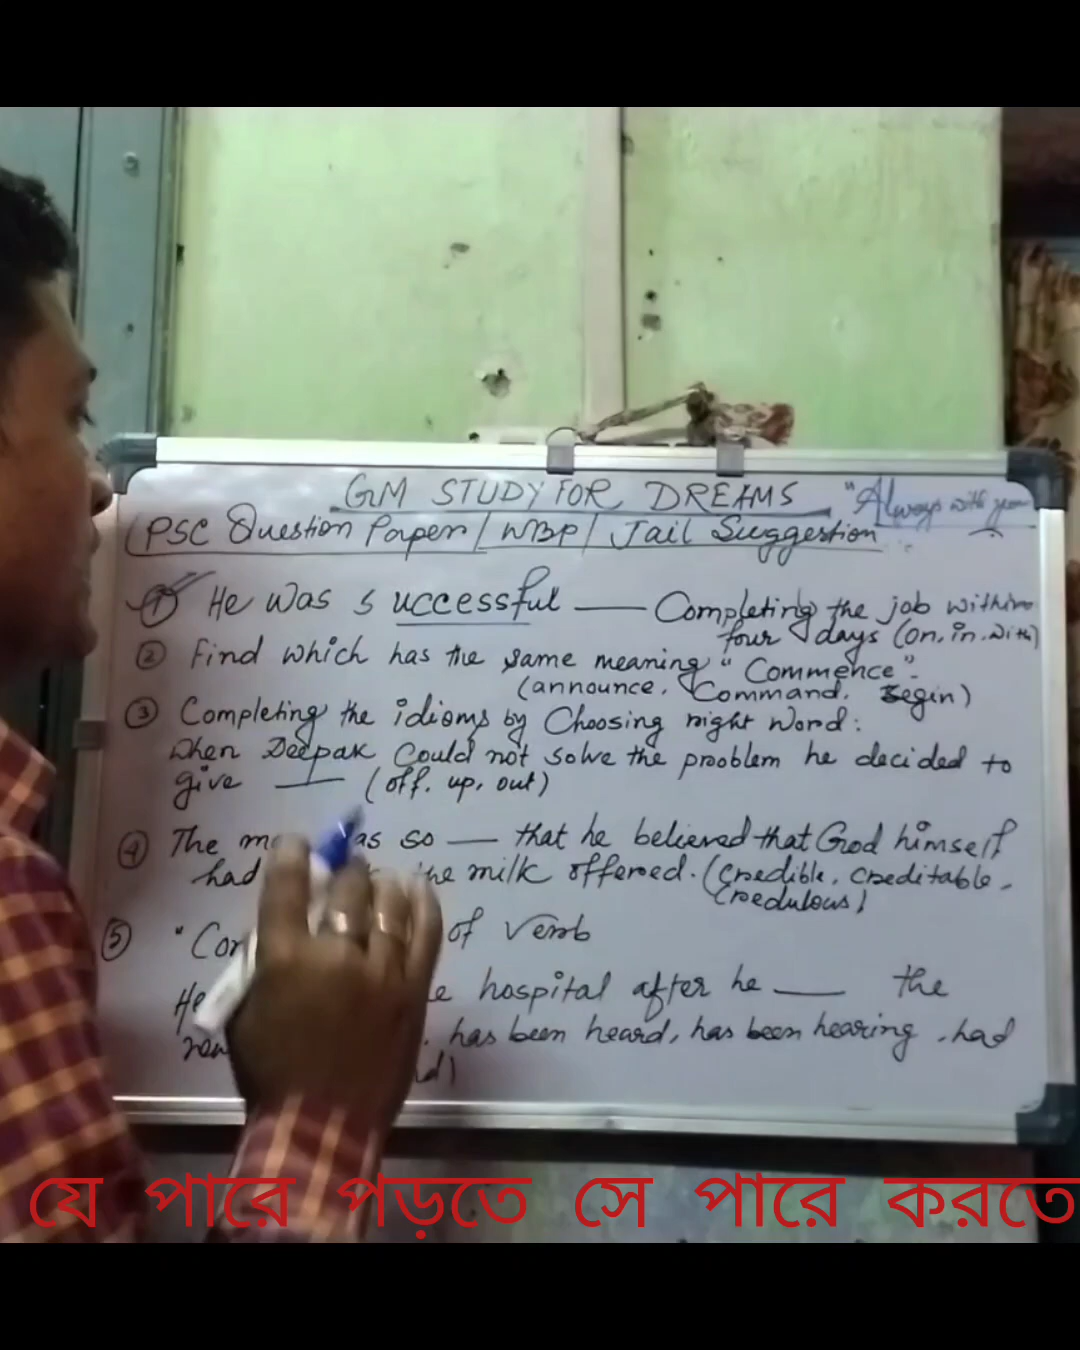 GM STUDY FOR DREAMS "Always with you
PSC Question Paper / WBP / Jail Suggestion
1 He was successful ___ Completing the job within
four days (on, in, with)
2 Find which has the same meaning "Commence".
(announce, Command, Begin)
3 Completing the idioms by Choosing right word:
When Deepak Could not solve the problem he decided to
give ___ (off, up, out)
4 The as so ___ that he believed that God himself
had the milk offered. (Credible, creditable,
Credulous)
5 " of Verb
He hospital after he ___ the
has been heard, has been hearing, had
যে পারে পড়তে সে পারে করতে